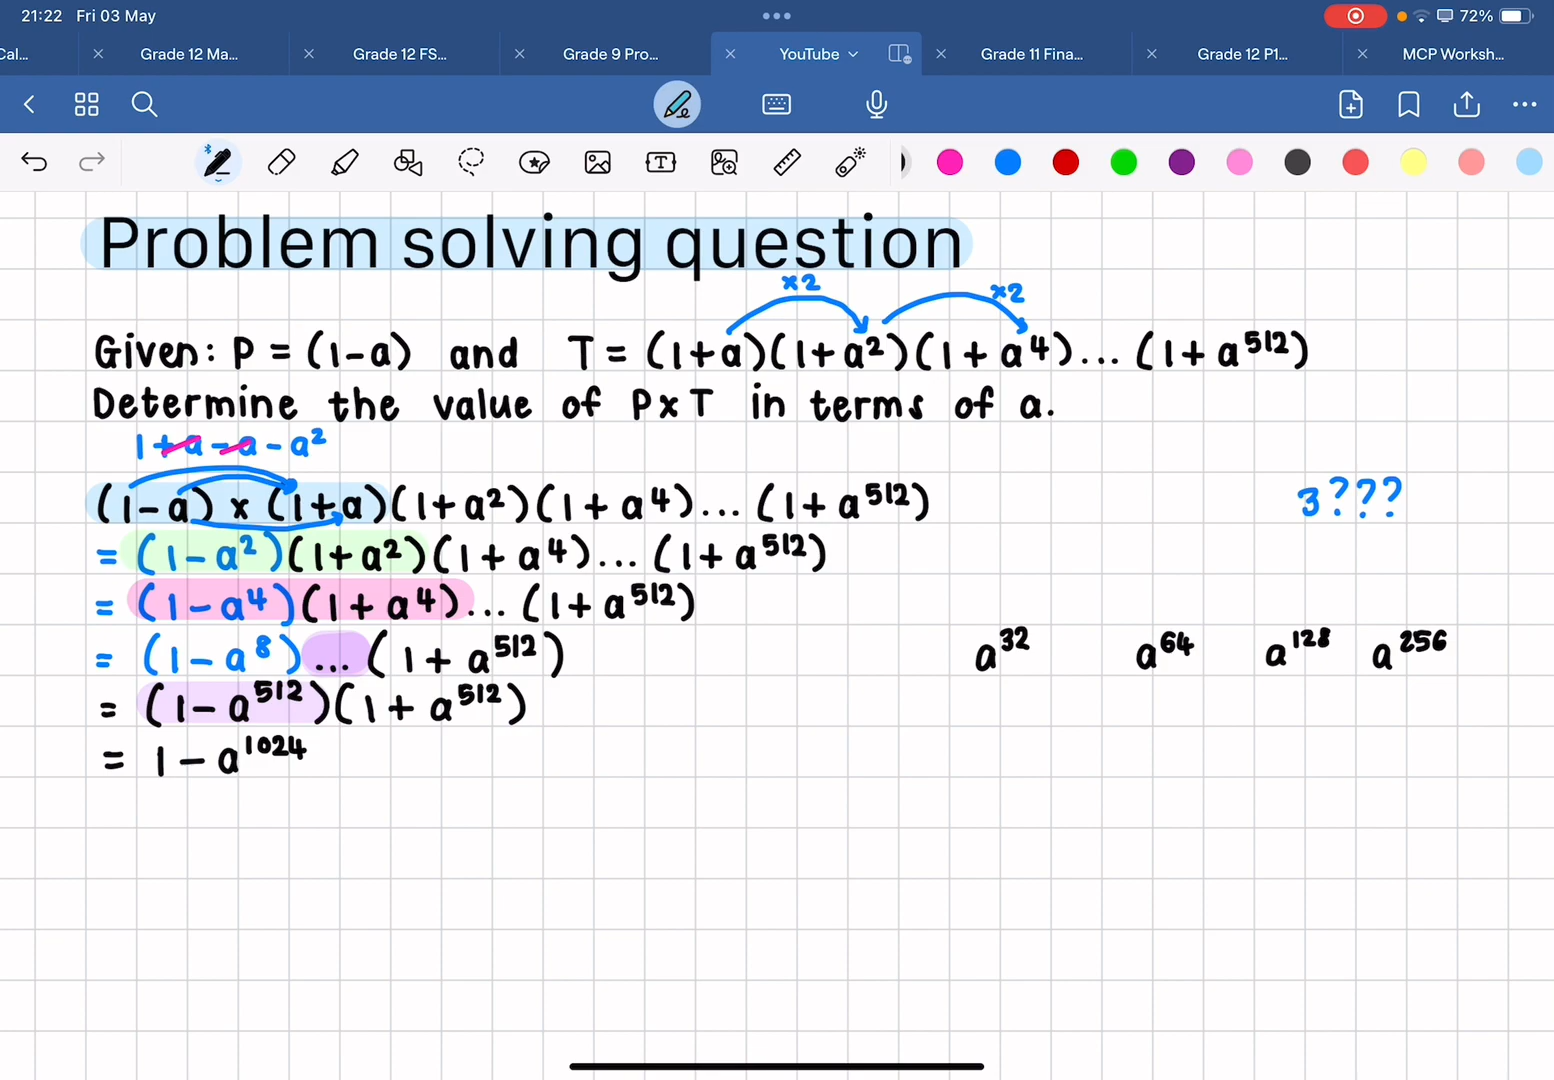 21:22 Fri 03 May 72%
Cal... Grade 12 Ma... Grade 12 FS... Grade 9 Pro... YouTube Grade 11 Fina... Grade 12 P1... MCP Worksh...
Problem solving question
×2 ×2
Given: P = (1-a) and T = (1+a)(1+a²)(1+a⁴)...(1+a⁵¹²)
Determine the value of P×T in terms of a.
1 +a -a - a²
(1-a) × (1+a)(1+a²)(1+a⁴)...(1+a⁵¹²) 3???
= (1-a²)(1+a²)(1+a⁴)...(1+a⁵¹²)
= (1-a⁴)(1+a⁴)...(1+a⁵¹²)
= (1-a⁸)...(1+a⁵¹²) a³² a⁶⁴ a¹²⁸ a²⁵⁶
= (1-a⁵¹²)(1+a⁵¹²)
= 1-a¹⁰²⁴